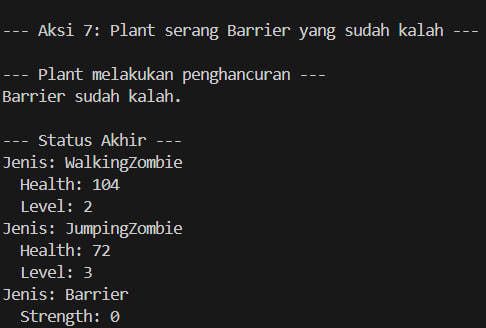 --- Aksi 7: Plant serang Barrier yang sudah kalah ---
--- Plant melakukan penghancuran ---
Barrier sudah kalah.
--- Status Akhir ---
Jenis: WalkingZombie
  Health: 104
  Level: 2
Jenis: JumpingZombie
  Health: 72
  Level: 3
Jenis: Barrier
  Strength: 0